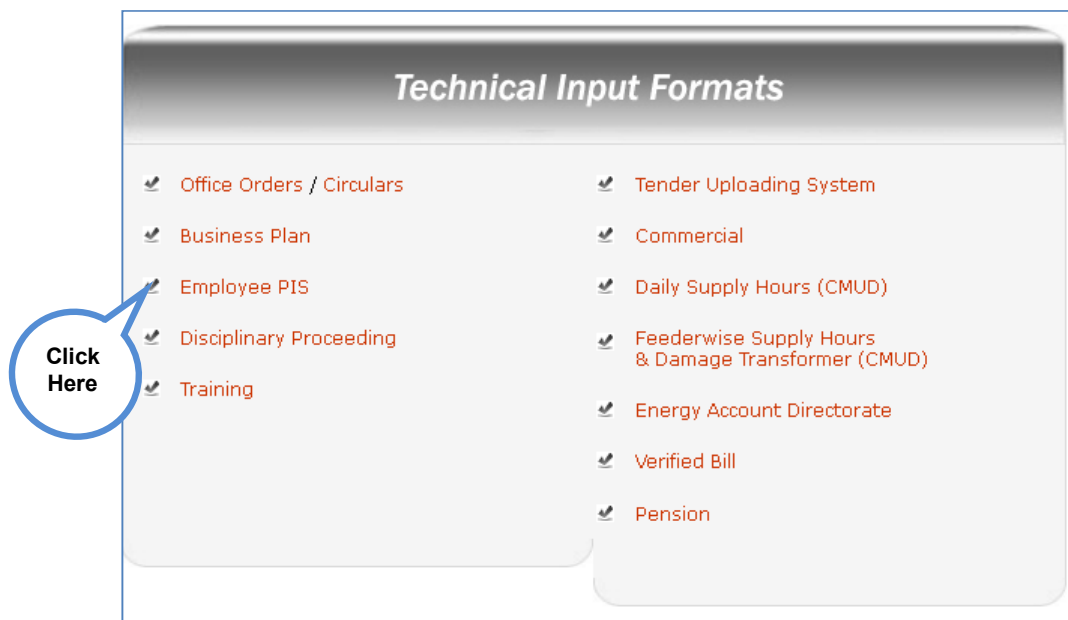 Technical Input Formats
Office Orders / Circulars
Business Plan
Employee PIS
Disciplinary Proceeding
Training
Click
Here
Tender Uploading System
Commercial
Daily Supply Hours (CMUD)
Feederwise Supply Hours
& Damage Transformer (CMUD)
Energy Account Directorate
Verified Bill
Pension